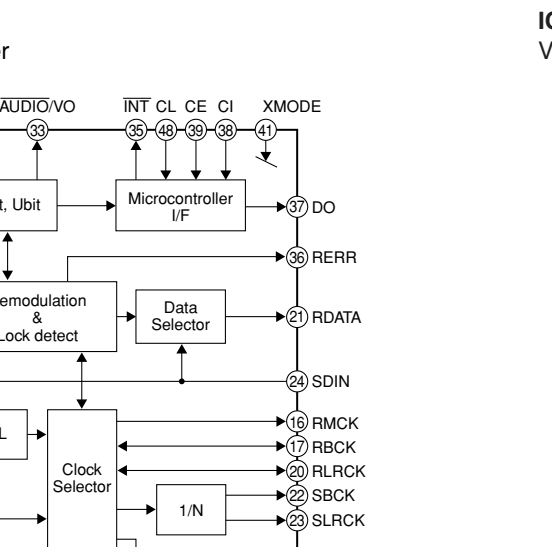 r
AUDIO/VO INT CL CE CI XMODE
33 35 48 39 38 41
t, Ubit
Microcontroller
I/F
37 DO
36 RERR
emodulation
&
Lock detect
Data
Selector
21 RDATA
24 SDIN
16 RMCK
17 RBCK
20 RLRCK
22 SBCK
23 SLRCK
L
Clock
Selector
1/N